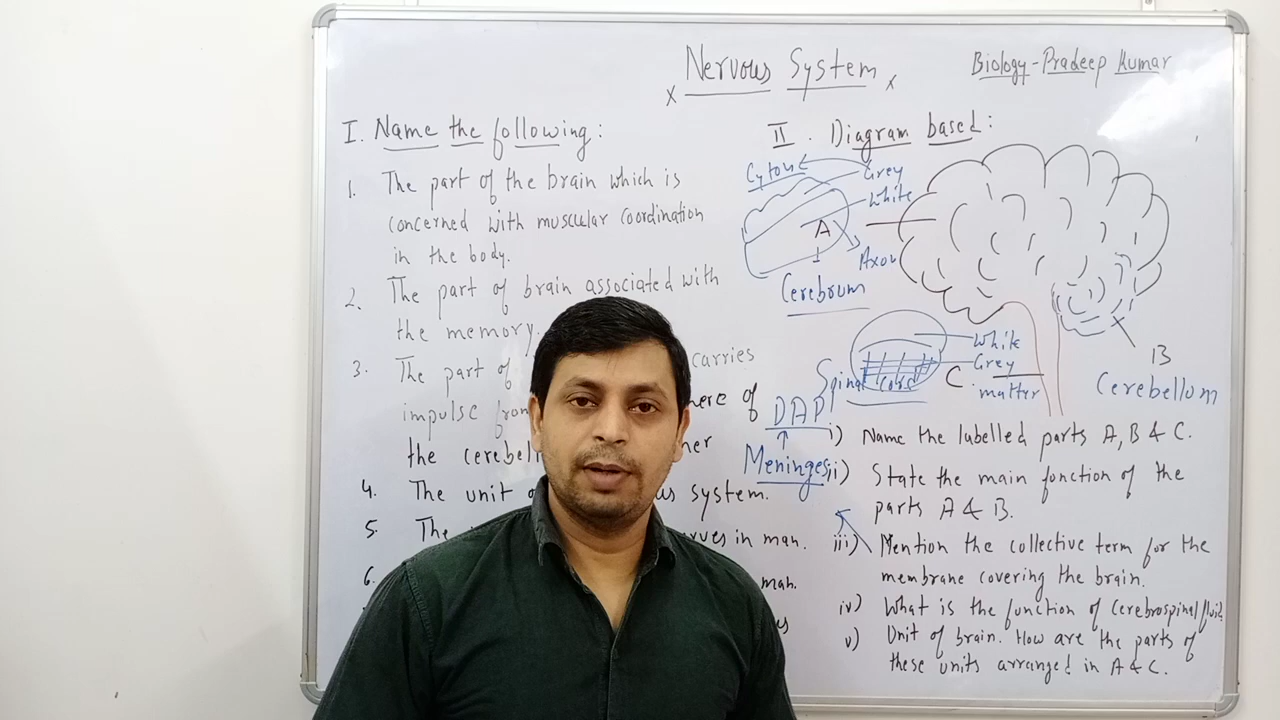 Nervous System
Biology-Pradeep Kumar
I. Name the following:
1. The part of the brain which is
concerned with muscular coordination
in the body.
2. The part of brain associated with
the memory.
3. The part of carries
impulse from here of
the
4. The unit system.
5. The in man.
6. man.
II. Diagram based:
Cyton
Grey
White
A
Axon
Cerebrum
White
Grey
matter
C.
Spinal Cord
B
Cerebellum
DAP
Meninges
i) Name the labelled parts A, B & C.
ii) State the main function of the
parts A & B.
iii) Mention the collective term for the
membrane covering the brain.
iv) What is the function of cerebrospinal fluid
v) Unit of brain. How are the parts of
these units arranged in A & C.